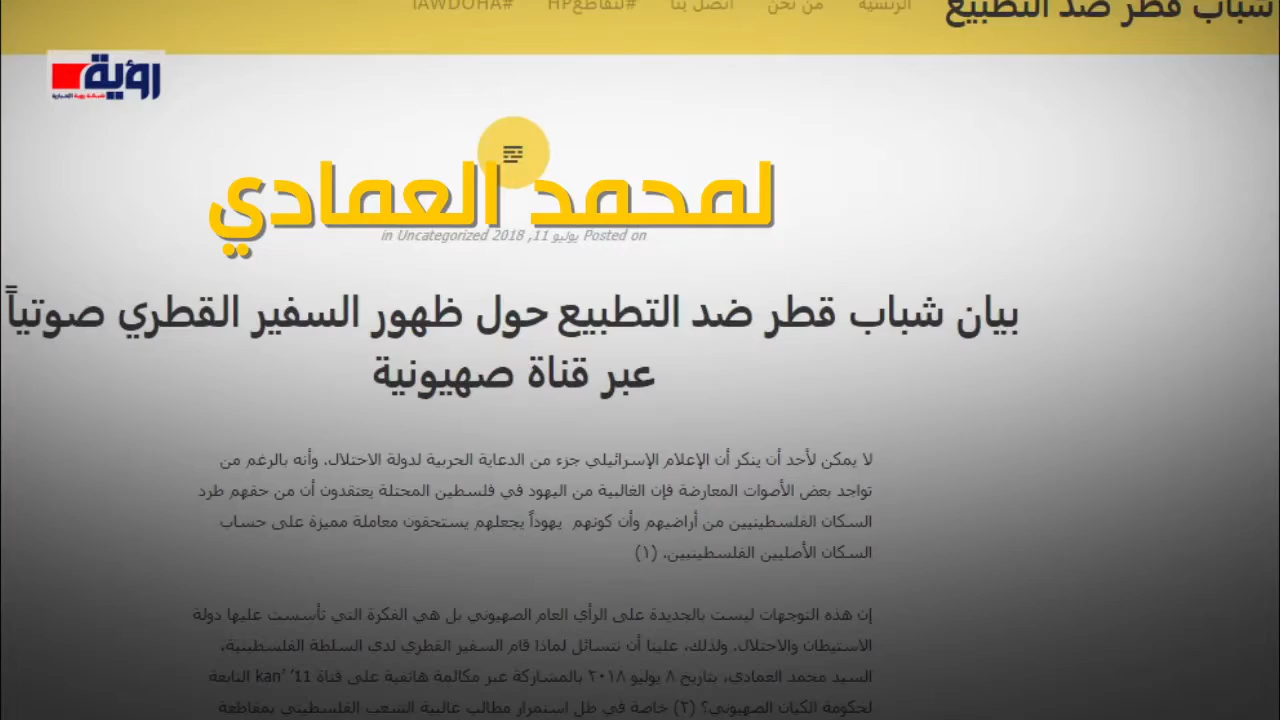 شباب قطر ضد التطبيع
الرئسية من نحن اتصل بنا #لنقاطعHP #IAWDOHA
رؤية
شبكة رؤية الإخبارية
لمحمد العمادي
Posted on يوليو 11, 2018 in Uncategorized
بيان شباب قطر ضد التطبيع حول ظهور السفير القطري صوتياً
عبر قناة صهيونية
لا يمكن لأحد أن ينكر أن الإعلام الإسرائيلي جزء من الدعاية الحربية لدولة الاحتلال. وأنه بالرغم من
تواجد بعض الأصوات المعارضة فإن الغالبية من اليهود في فلسطين المحتلة يعتقدون أن من حقهم طرد
السكان الفلسطينيين من أراضيهم وأن كونهم يهوداً يجعلهم يستحقون معاملة مميزة على حساب
السكان الأصليين الفلسطينيين. (١)
إن هذه التوجهات ليست بالجديدة على الرأي العام الصهيوني بل هي الفكرة التي تأسست عليها دولة
الاستيطان والاحتلال. ولذلك، علينا أن نتسائل لماذا قام السفير القطري لدى السلطة الفلسطينية،
السيد محمد العمادي، بتاريخ ٨ يوليو ٢٠١٨ بالمشاركة عبر مكالمة هاتفية على قناة kan’ ’11 التابعة
لحكومة الكيان الصهيوني؟ (٢) خاصة في ظل استمرار مطالب غالبية الشعب الفلسطيني بمقاطعة